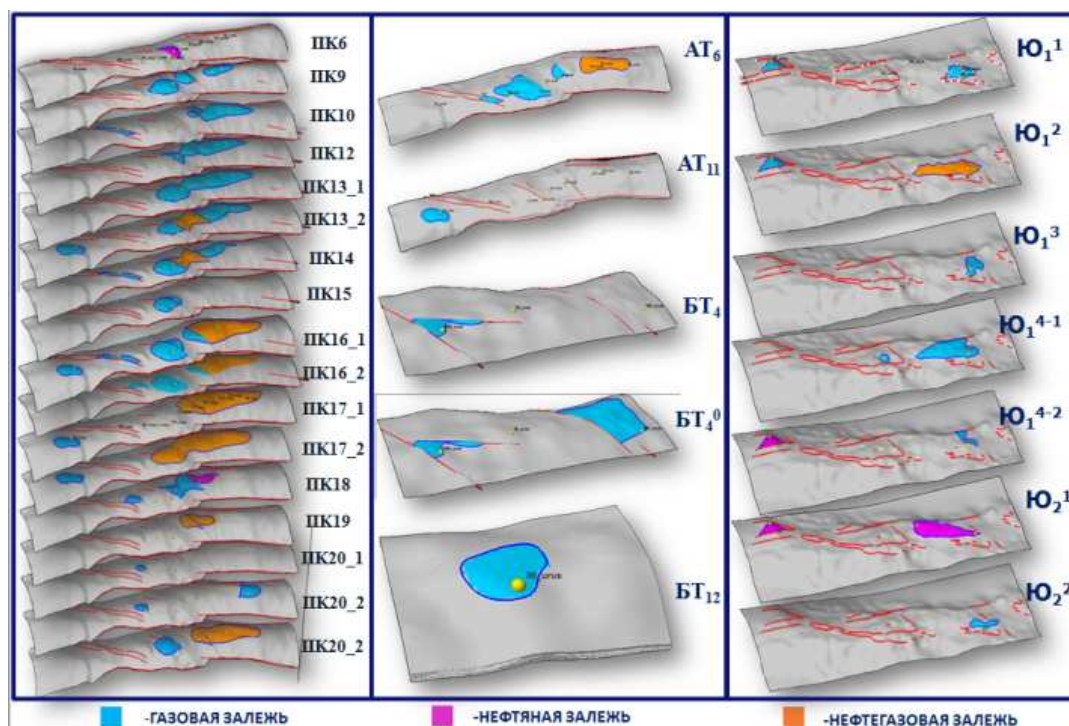 ПК6
ПК9
ПК10
ПК12
ПК13_1
ПК13_2
ПК14
ПК15
ПК16_1
ПК16_2
ПК17_1
ПК17_2
ПК18
ПК19
ПК20_1
ПК20_2
ПК20_2
АТ₆
АТ₁₁
БТ₄
БТ₄⁰
БТ₁₂
Ю₁¹
Ю₁²
Ю₁³
Ю₁⁴⁻¹
Ю₁⁴⁻²
Ю₂¹
Ю₂²
-ГАЗОВАЯ ЗАЛЕЖЬ
-НЕФТЯНАЯ ЗАЛЕЖЬ
-НЕФТЕГАЗОВАЯ ЗАЛЕЖЬ